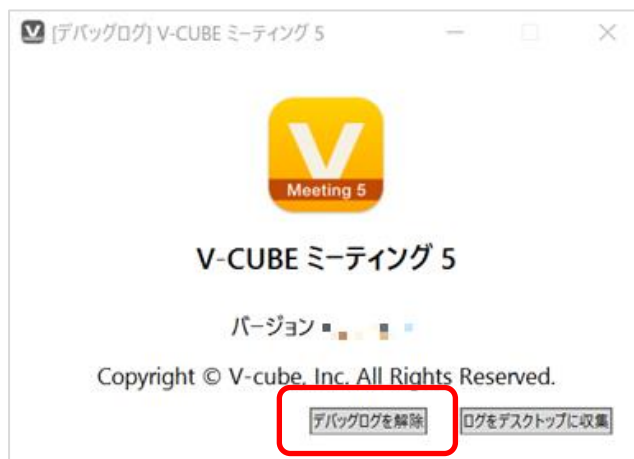 [デバッグログ] V-CUBE ミーティング 5
V
Meeting 5
V-CUBE ミーティング 5
バージョン
Copyright © V-cube, Inc. All Rights Reserved.
デバッグログを解除 ログをデスクトップに収集